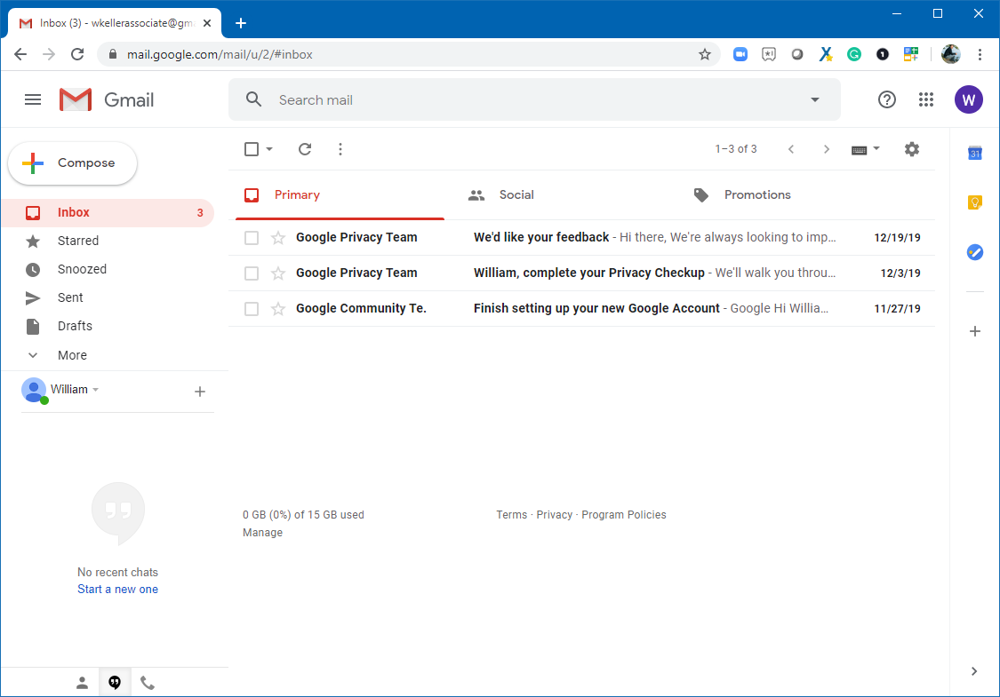 Inbox (3) - wkellerassociate@gm
mail.google.com/mail/u/2/#inbox
Gmail
Search mail
W
Compose
1–3 of 3
31
Inbox 3
Primary
Social
Promotions
Starred
Snoozed
Sent
Drafts
More
Google Privacy Team We'd like your feedback - Hi there, We're always looking to imp… 12/19/19
Google Privacy Team William, complete your Privacy Checkup - We'll walk you throu… 12/3/19
Google Community Te. Finish setting up your new Google Account - Google Hi Willia… 11/27/19
William
0 GB (0%) of 15 GB used
Manage
Terms · Privacy · Program Policies
No recent chats
Start a new one